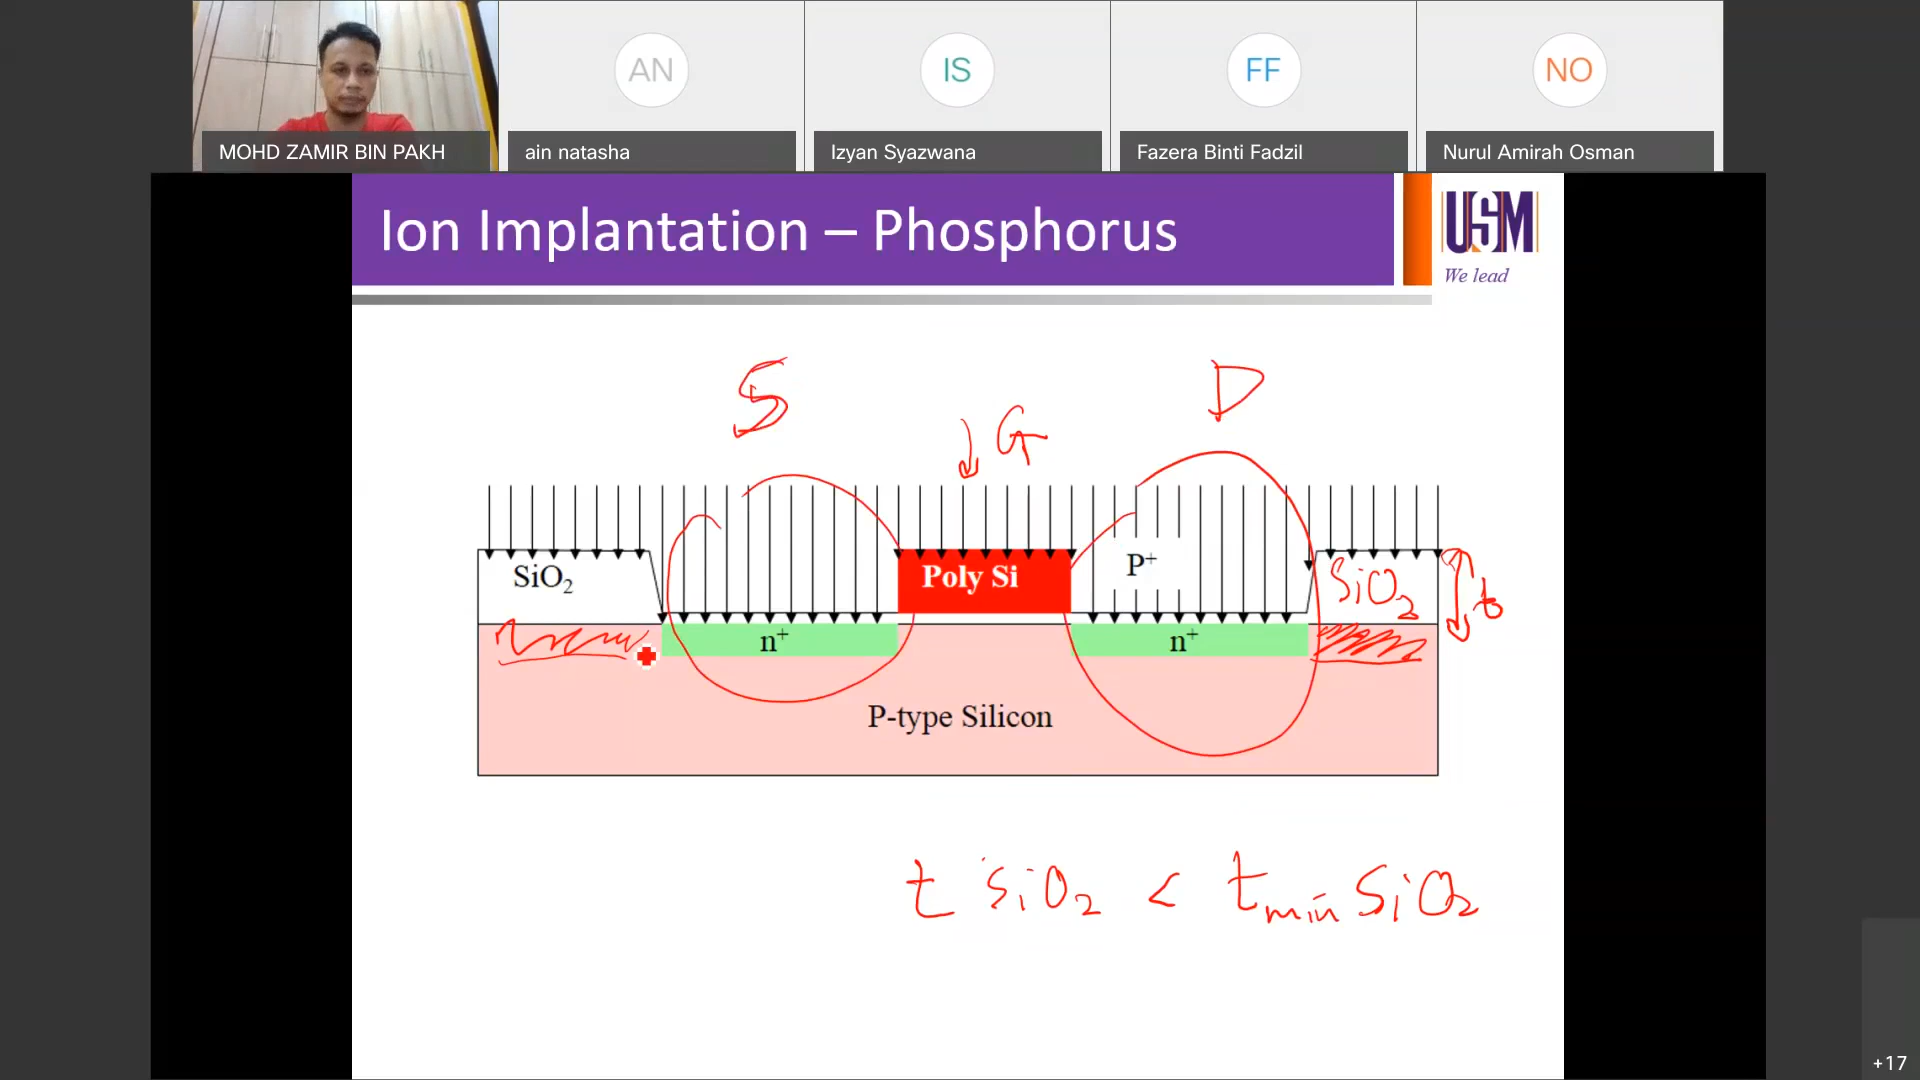 AN
IS
FF
NO
MOHD ZAMIR BIN PAKH
ain natasha
Izyan Syazwana
Fazera Binti Fadzil
Nurul Amirah Osman
Ion Implantation – Phosphorus
USM
We lead
S
G
D
SiO₂
Poly Si
P⁺
SiO₂
t
n⁺
n⁺
P-type Silicon
t SiO₂ < tmin SiO₂
+17